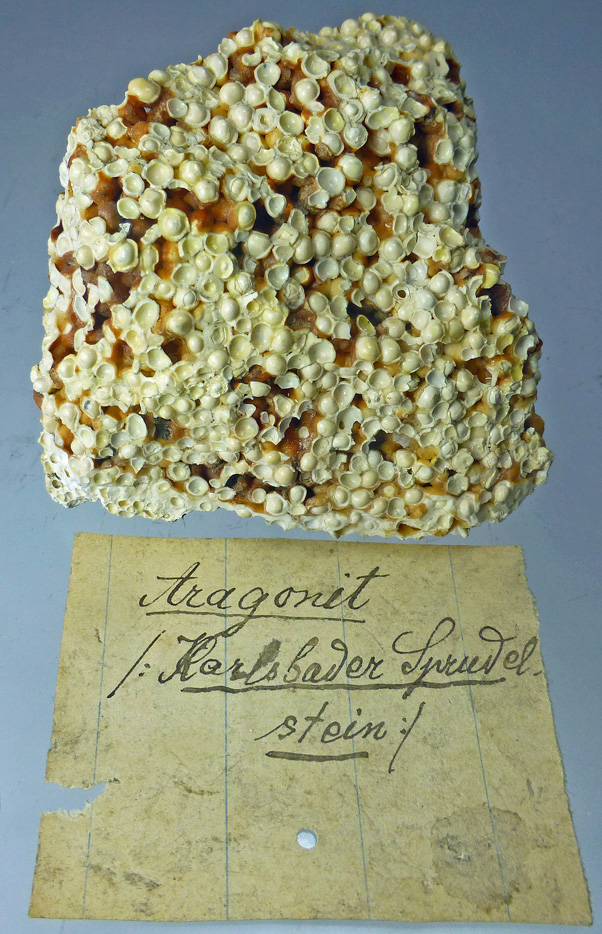 Aragonit
/: Karlsbader Sprudel-
stein :/